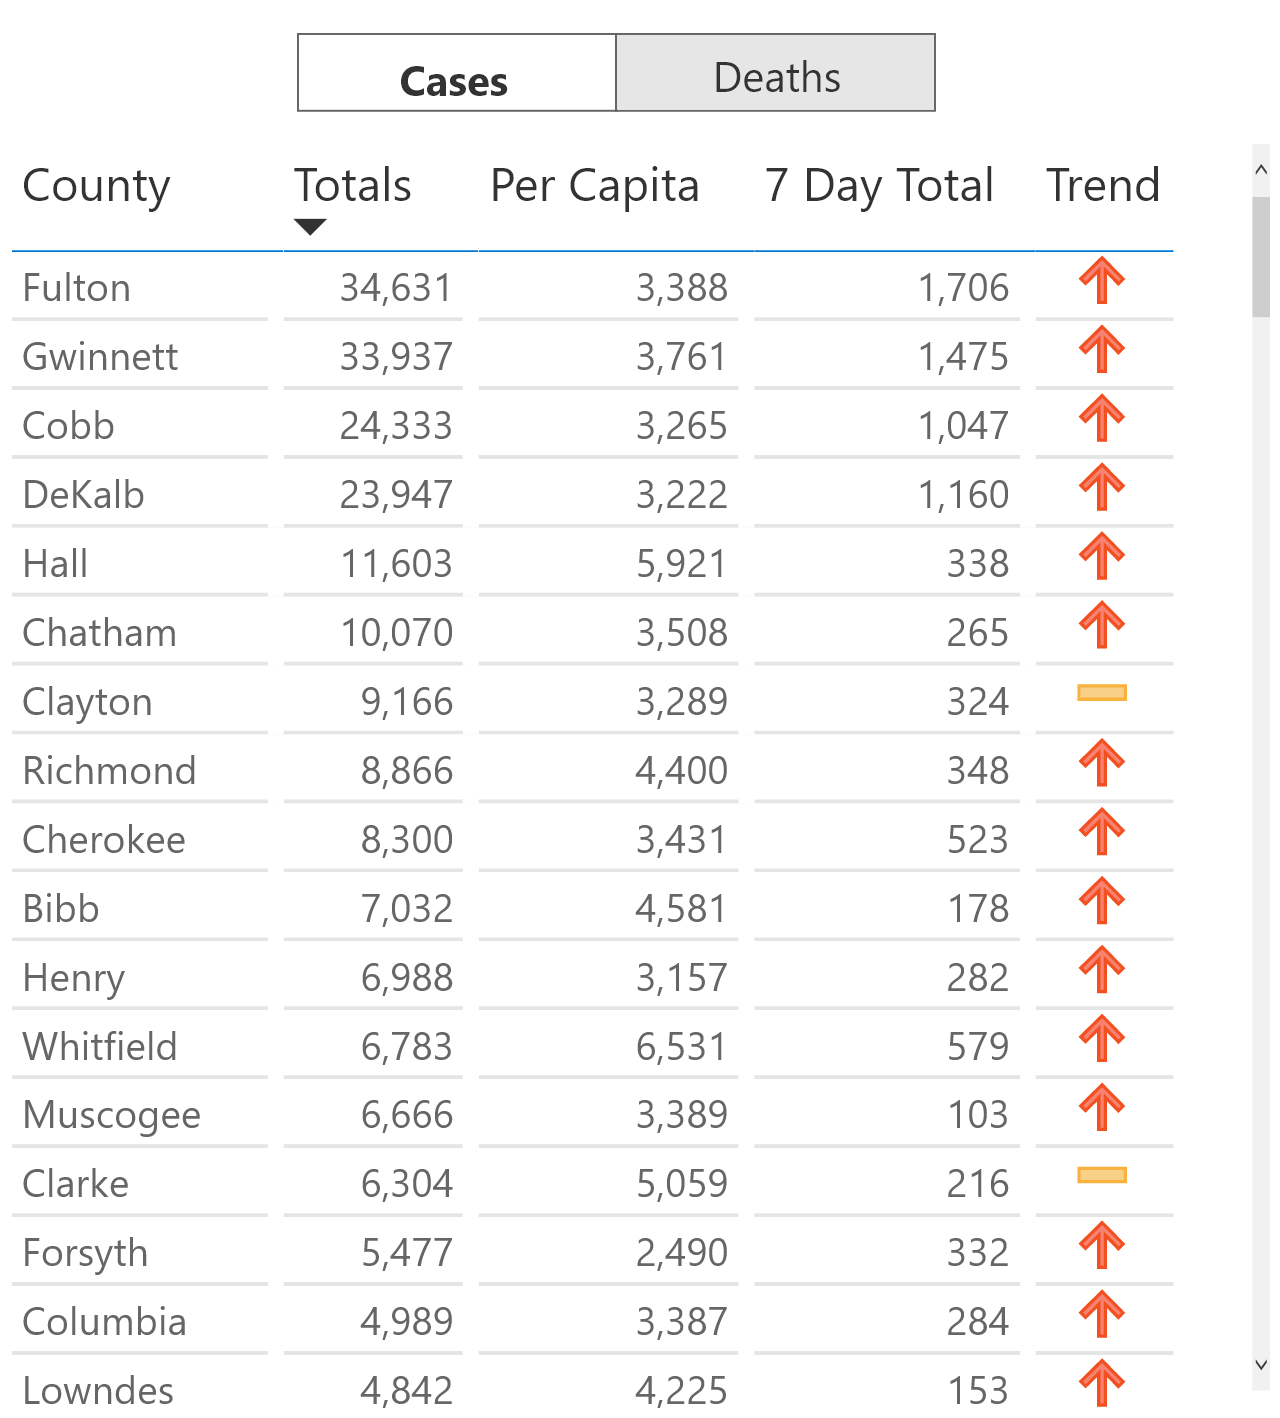 Cases Deaths
County Totals Per Capita 7 Day Total Trend
Fulton 34,631 3,388 1,706
Gwinnett 33,937 3,761 1,475
Cobb 24,333 3,265 1,047
DeKalb 23,947 3,222 1,160
Hall 11,603 5,921 338
Chatham 10,070 3,508 265
Clayton 9,166 3,289 324
Richmond 8,866 4,400 348
Cherokee 8,300 3,431 523
Bibb 7,032 4,581 178
Henry 6,988 3,157 282
Whitfield 6,783 6,531 579
Muscogee 6,666 3,389 103
Clarke 6,304 5,059 216
Forsyth 5,477 2,490 332
Columbia 4,989 3,387 284
Lowndes 4,842 4,225 153